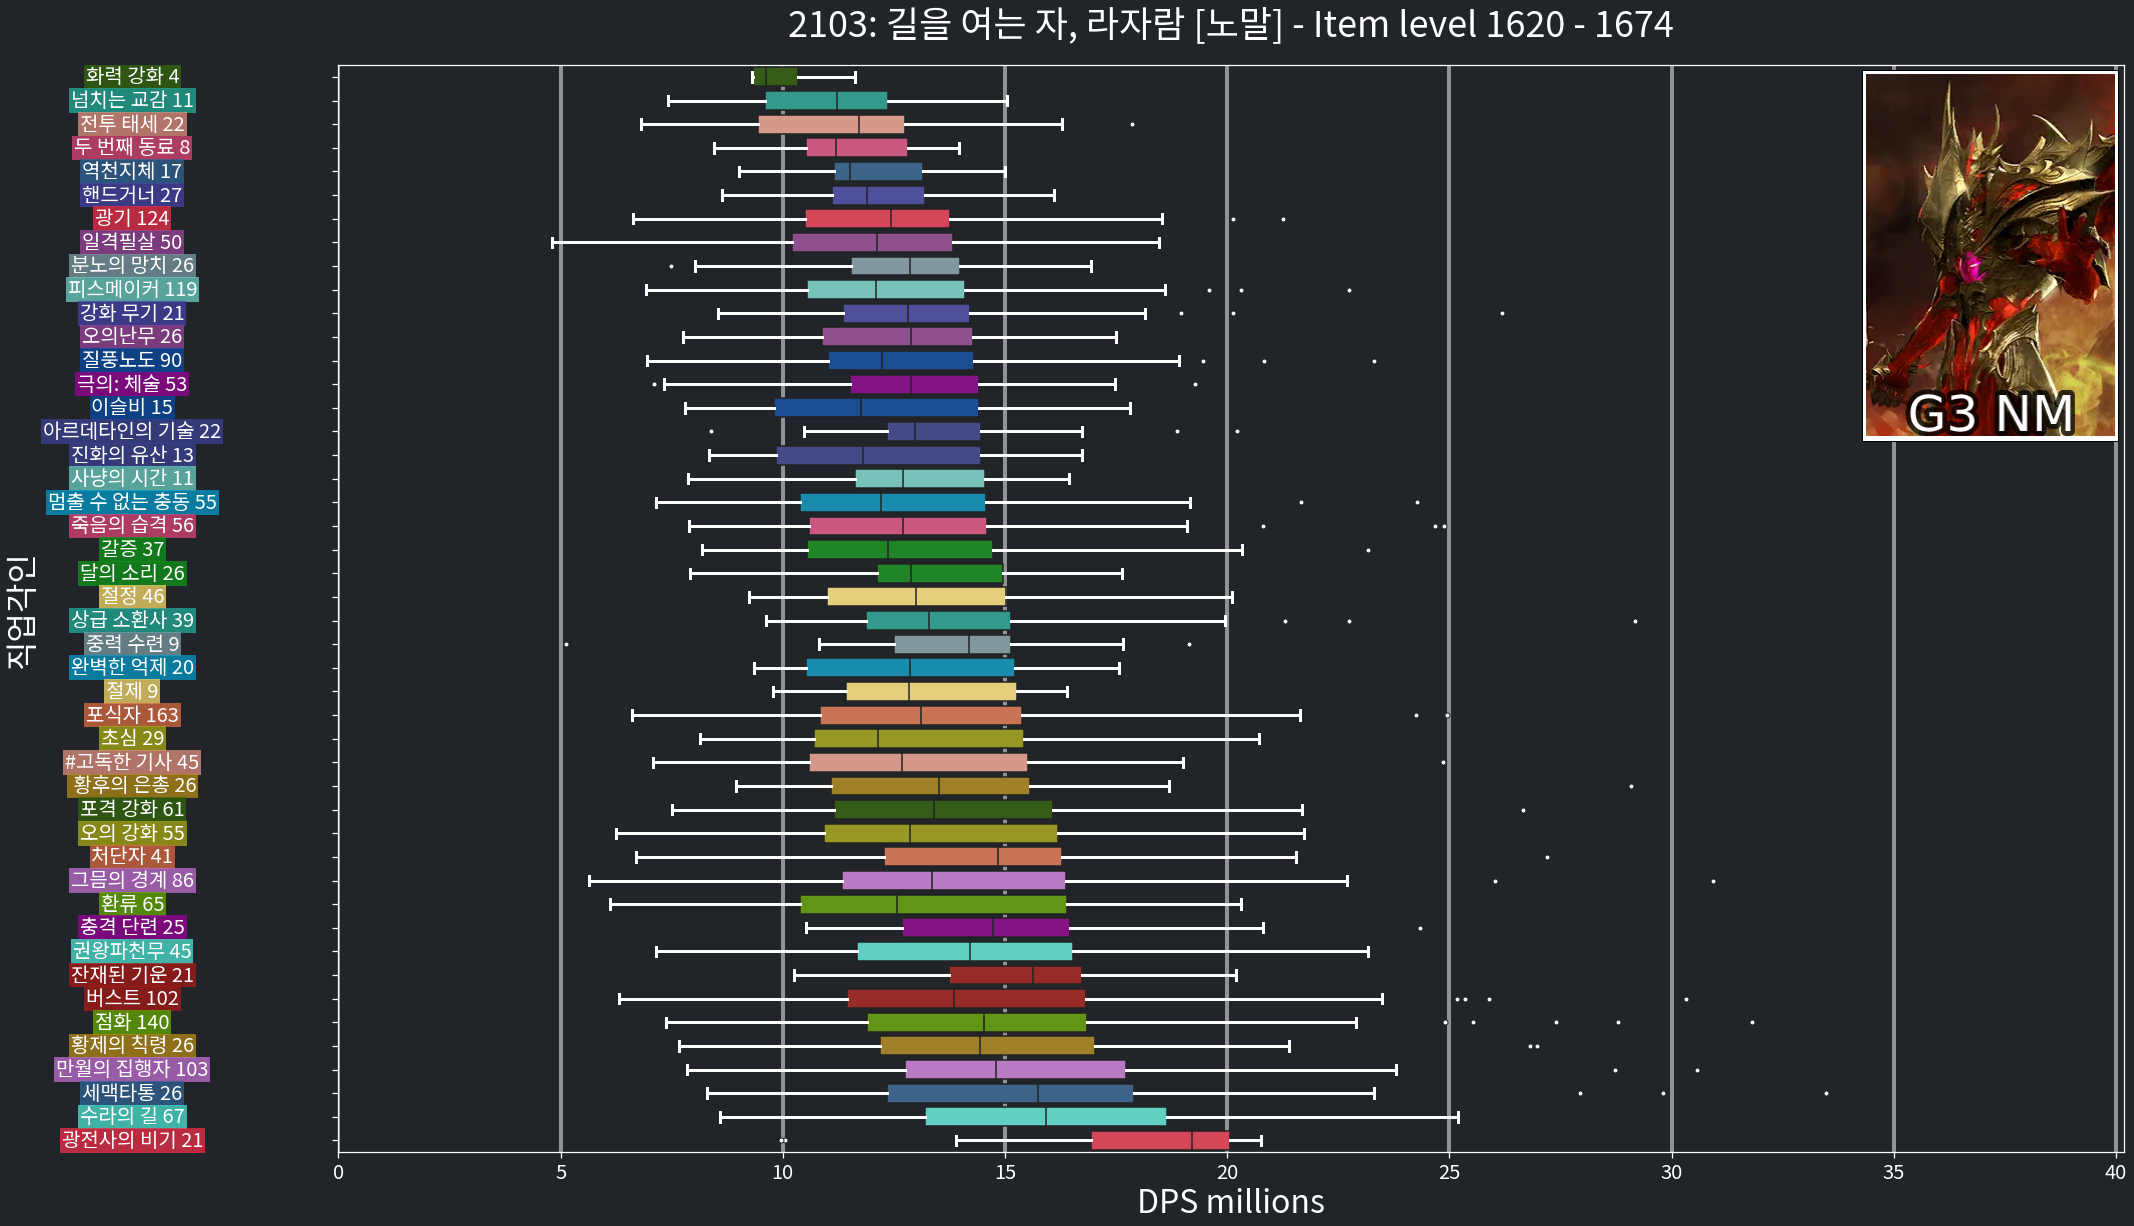 2103: 길을 여는 자, 라자람 [노말] - Item level 1620 - 1674
화력 강화 4
넘치는 교감 11
전투 태세 22
두 번째 동료 8
역천지체 17
핸드거너 27
광기 124
일격필살 50
분노의 망치 26
피스메이커 119
강화 무기 21
오의난무 26
질풍노도 90
극의: 체술 53
이슬비 15
아르데타인의 기술 22
진화의 유산 13
사냥의 시간 11
멈출 수 없는 충동 55
죽음의 습격 56
갈증 37
달의 소리 26
절정 46
상급 소환사 39
중력 수련 9
완벽한 억제 20
절제 9
포식자 163
초심 29
#고독한 기사 45
황후의 은총 26
포격 강화 61
오의 강화 55
처단자 41
그믐의 경계 86
환류 65
충격 단련 25
권왕파천무 45
잔재된 기운 21
버스트 102
점화 140
황제의 칙령 26
만월의 집행자 103
세맥타통 26
수라의 길 67
광전사의 비기 21
직업각인
G3 NM
0 5 10 15 20 25 30 35 40
DPS millions